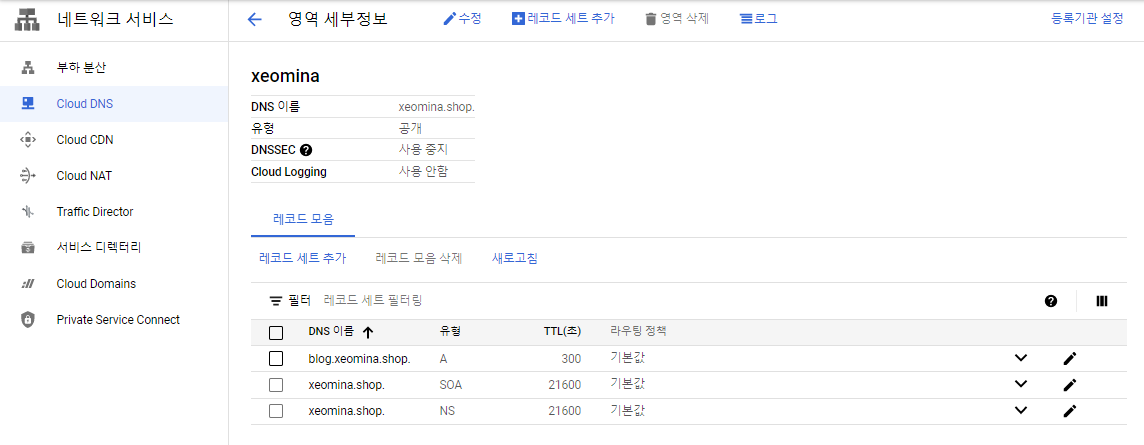 네트워크 서비스
영역 세부정보 수정 레코드 세트 추가 영역 삭제 로그 등록기관 설정
부하 분산
Cloud DNS
Cloud CDN
Cloud NAT
Traffic Director
서비스 디렉터리
Cloud Domains
Private Service Connect
xeomina
DNS 이름 xeomina.shop.
유형 공개
DNSSEC 사용 중지
Cloud Logging 사용 안함
레코드 모음
레코드 세트 추가 레코드 모음 삭제 새로고침
필터 레코드 세트 필터링
DNS 이름 유형 TTL(초) 라우팅 정책
blog.xeomina.shop. A 300 기본값
xeomina.shop. SOA 21600 기본값
xeomina.shop. NS 21600 기본값